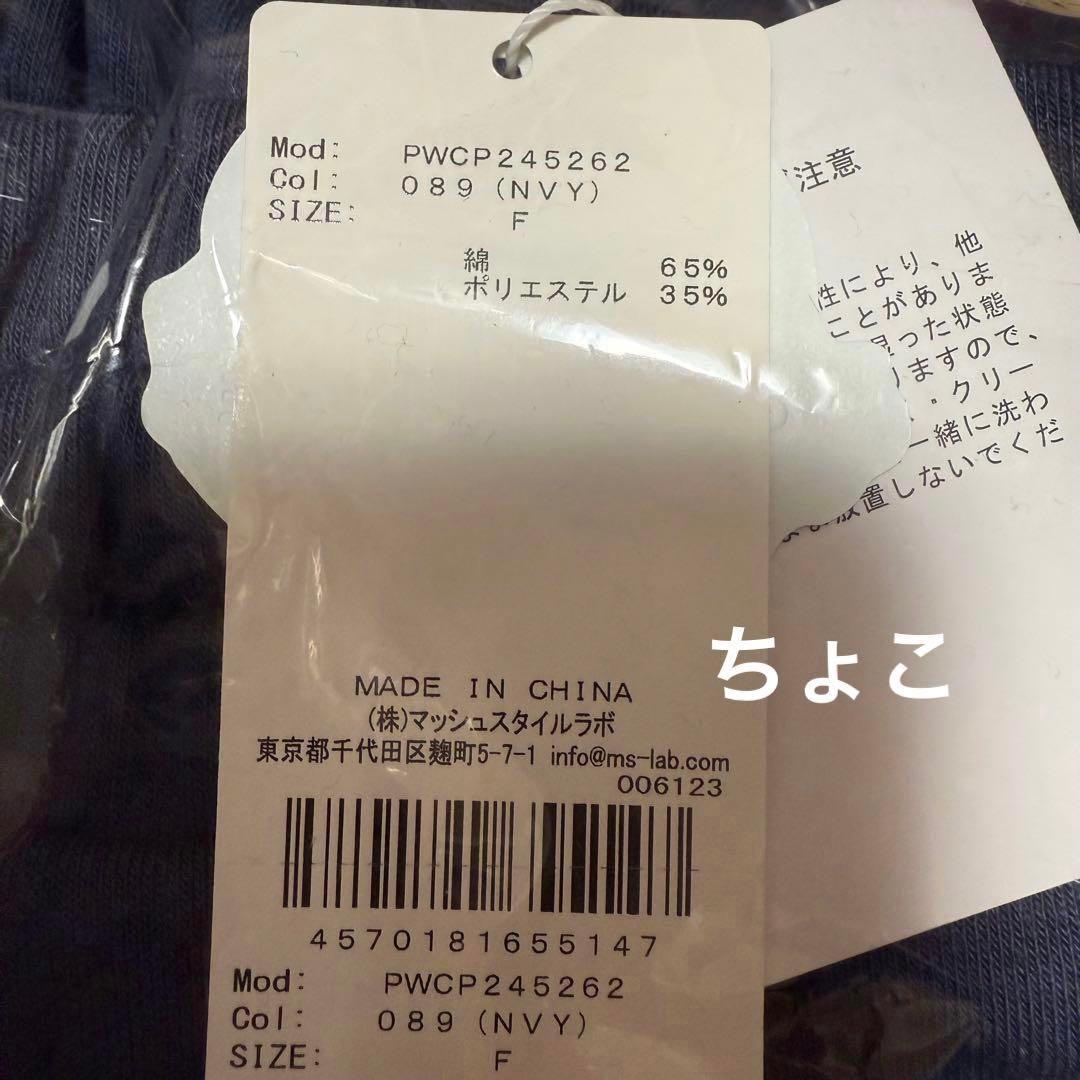 Mod: PWCP245262
Col: 089 (NVY)
SIZE: F
綿 65%
ポリエステル 35%
注意
性により、他
ことがありま
湿った状態
りますので、
・クリー
一緒に洗わ
放置しないでくだ
ちょこ
MADE IN CHINA
(株)マッシュスタイルラボ
東京都千代田区麹町5-7-1 info@ms-lab.com
006123
4570181655147
Mod: PWCP245262
Col: 089 (NVY)
SIZE: F